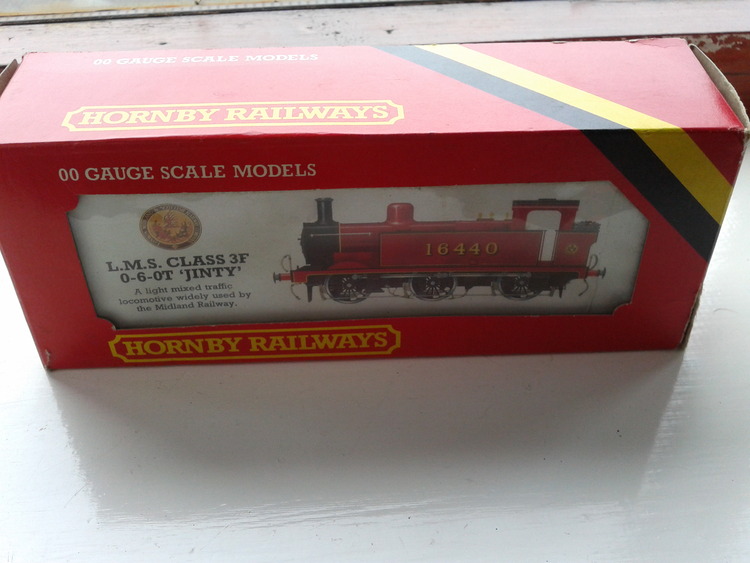 00 GAUGE SCALE MODELS
HORNBY RAILWAYS
00 GAUGE SCALE MODELS
L.M.S. CLASS 3F
0-6-0T 'JINTY'
A light mixed traffic
locomotive widely used by
the Midland Railway.
16440
HORNBY RAILWAYS